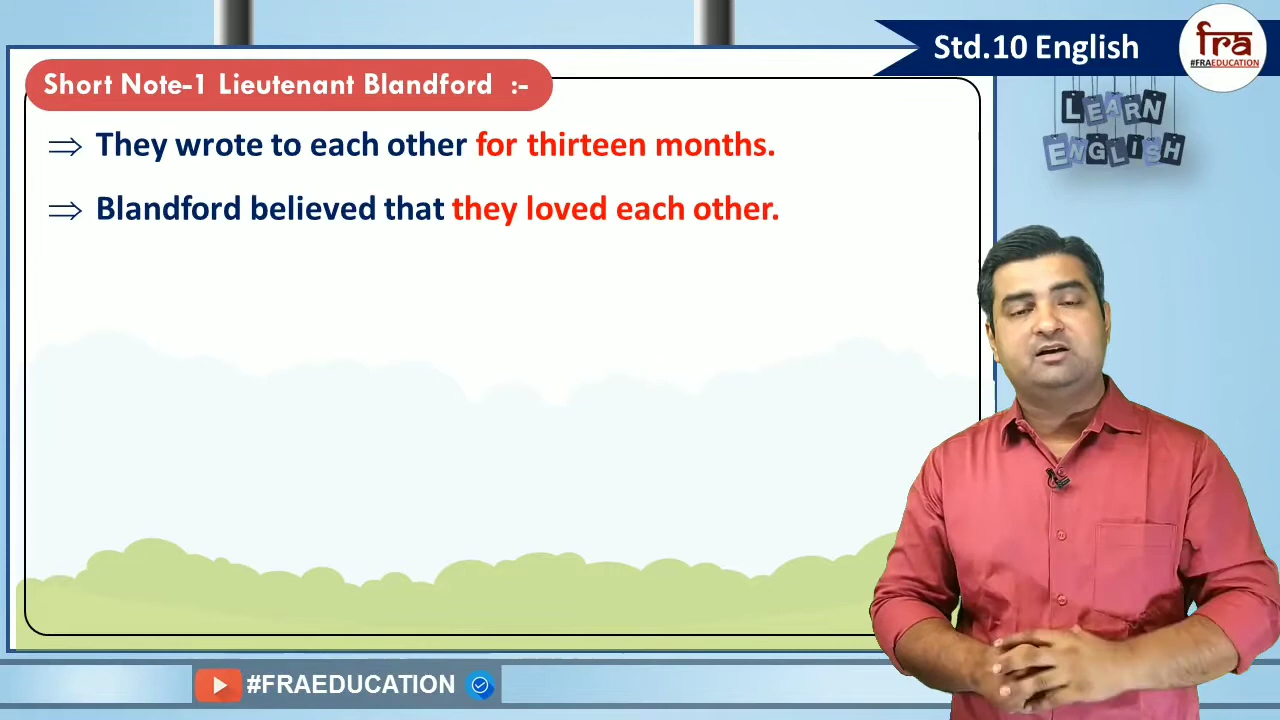 Std.10 English
fra
#FRAEDUCATION
LEARN
ENGLISH
Short Note-1 Lieutenant Blandford :-
⇒ They wrote to each other for thirteen months.
⇒ Blandford believed that they loved each other.
#FRAEDUCATION